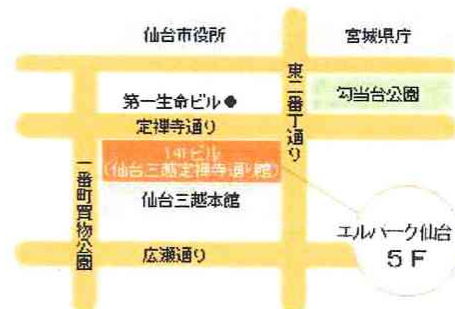 仙台市役所
宮城県庁
東二番丁通り
勾当台公園
第一生命ビル●
定禅寺通り
141ビル
(仙台三越定禅寺通り館)
一番町買物公園
仙台三越本館
エルパーク仙台
5F
広瀬通り